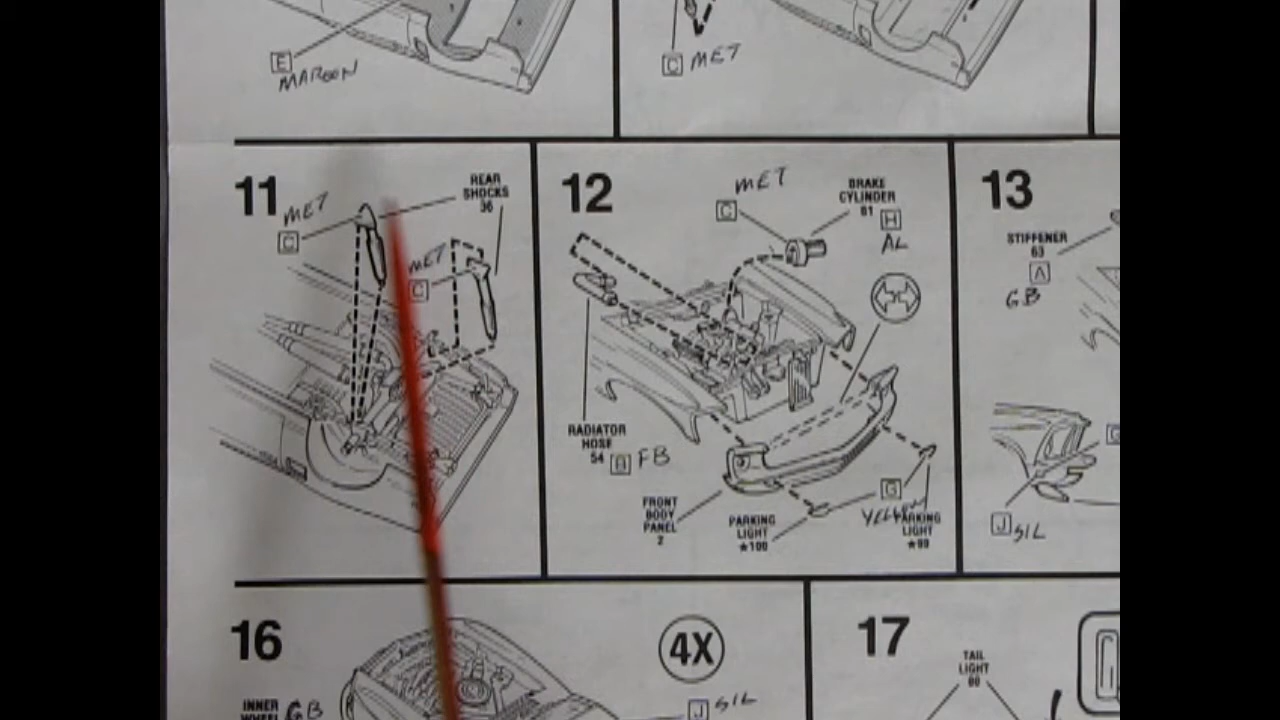 E
MAROON
C MET
11
MET
C
REAR
SHOCKS
36
MET
C
12
MET
C
BRAKE
CYLINDER
61
H
AL
RADIATOR
HOSE
54
FB
FRONT
BODY
PANEL
2
PARKING
LIGHT
★100
G
YELLOW
PARKING
LIGHT
★99
13
STIFFENER
63
A
GB
J SIL
16
4X
INNER
GB
J SIL
17
TAIL
LIGHT